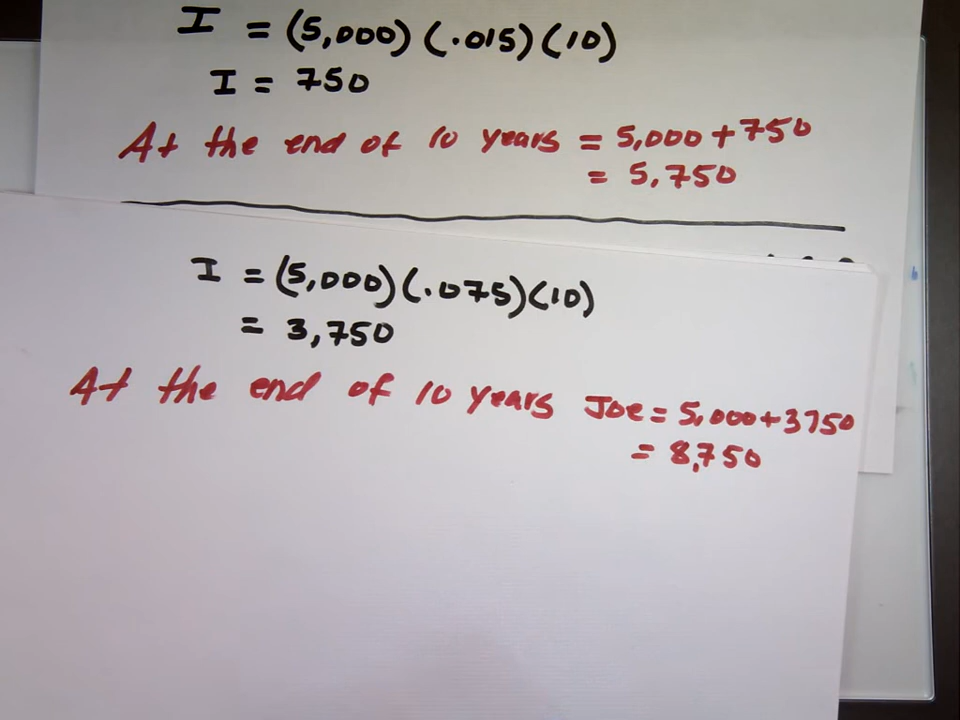 I = (5,000) (.015) (10)
I = 750
At the end of 10 years = 5,000 + 750
= 5,750
I = (5,000) (.075) (10)
= 3,750
At the end of 10 years Joe = 5,000 + 3750
= 8,750